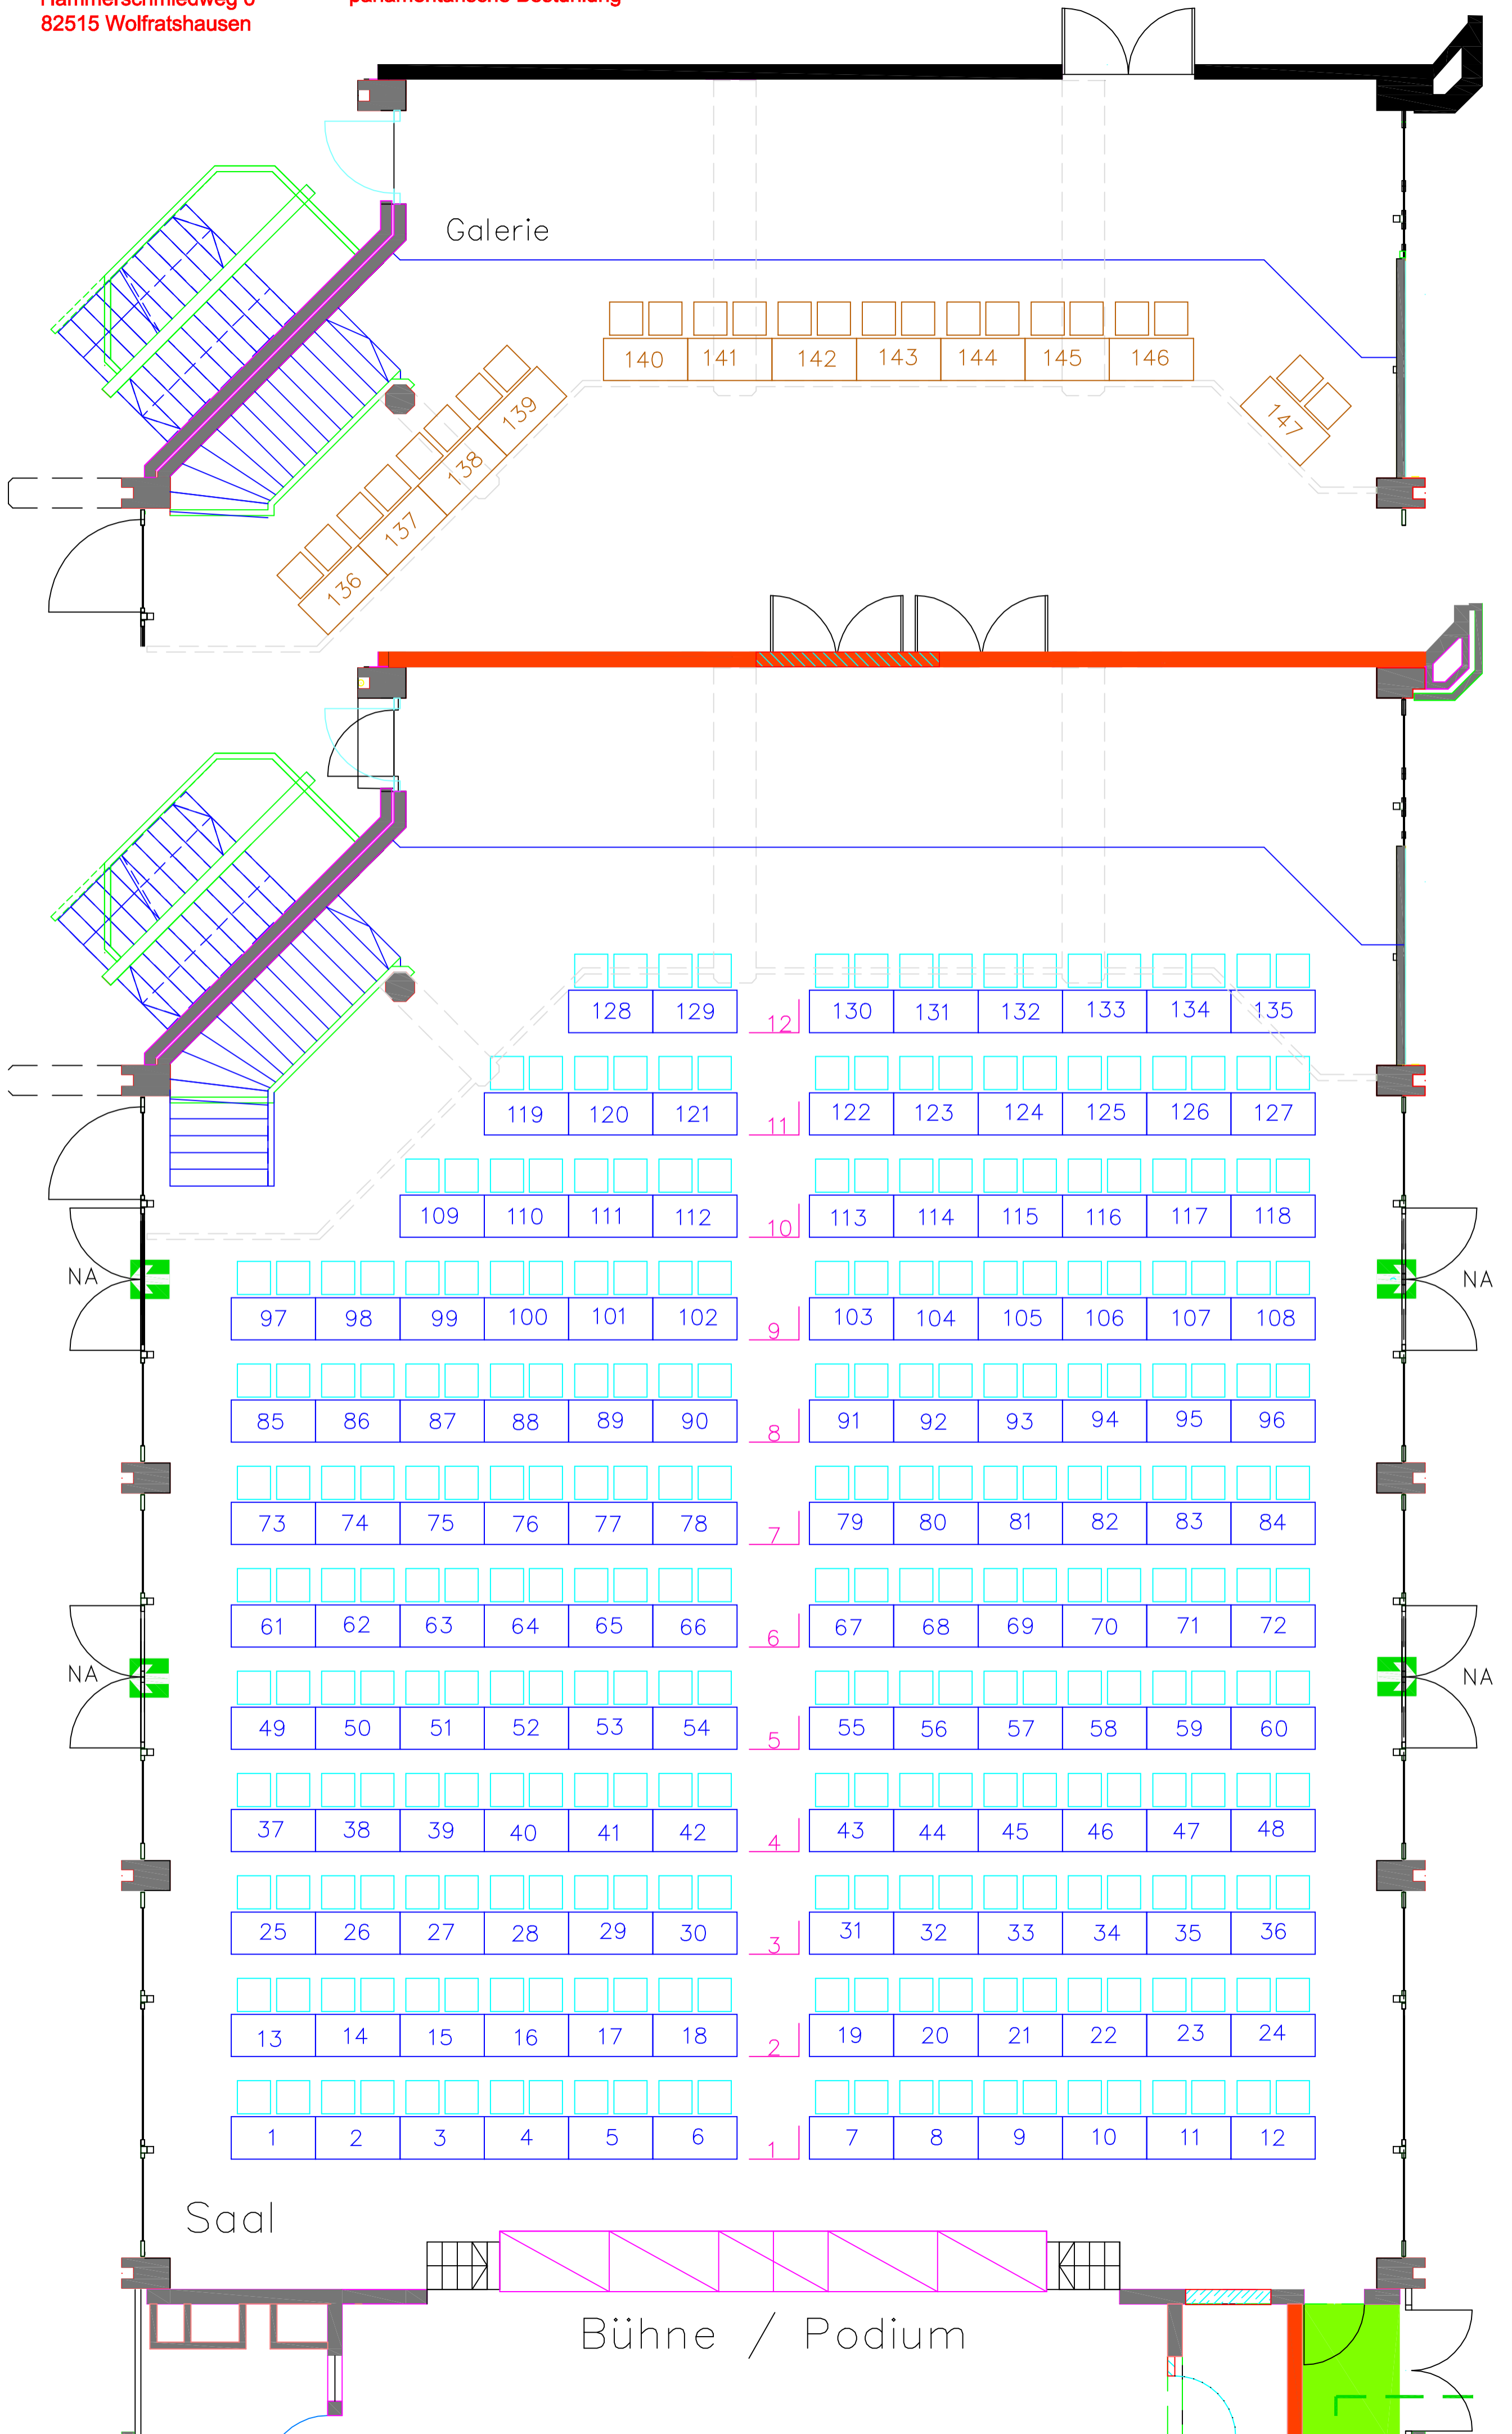 82515 Wolfratshausen
Galerie
140 141 142 143 144 145 146
147
139
138
137
136
128 129 12 130 131 132 133 134 135
119 120 121 11 122 123 124 125 126 127
109 110 111 112 10 113 114 115 116 117 118
NA NA
97 98 99 100 101 102 9 103 104 105 106 107 108
85 86 87 88 89 90 8 91 92 93 94 95 96
73 74 75 76 77 78 7 79 80 81 82 83 84
61 62 63 64 65 66 6 67 68 69 70 71 72
NA NA
49 50 51 52 53 54 5 55 56 57 58 59 60
37 38 39 40 41 42 4 43 44 45 46 47 48
25 26 27 28 29 30 3 31 32 33 34 35 36
13 14 15 16 17 18 2 19 20 21 22 23 24
1 2 3 4 5 6 1 7 8 9 10 11 12
Saal
Bühne / Podium